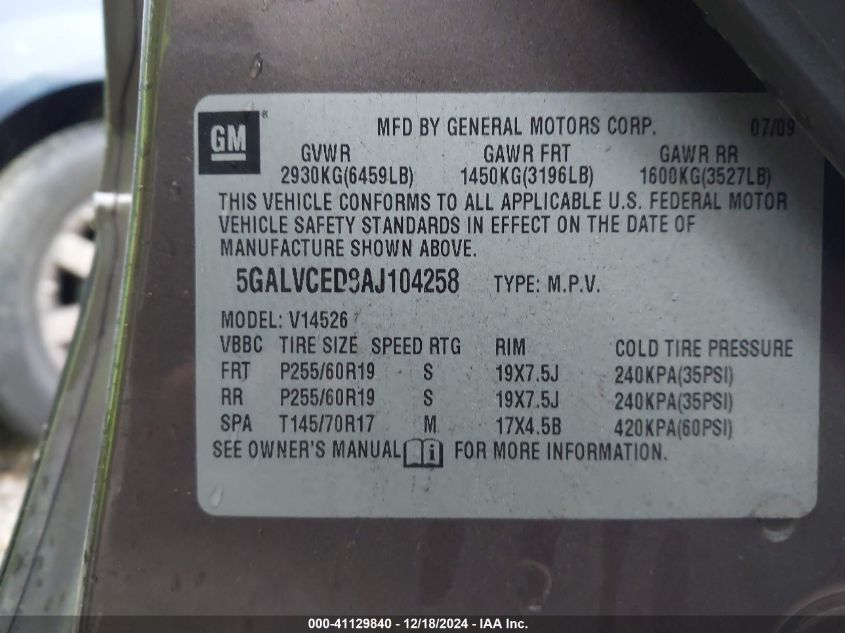 GM
MFD BY GENERAL MOTORS CORP. 07/09
GVWR GAWR FRT GAWR RR
2930KG(6459LB) 1450KG(3196LB) 1600KG(3527LB)
THIS VEHICLE CONFORMS TO ALL APPLICABLE U.S. FEDERAL MOTOR
VEHICLE SAFETY STANDARDS IN EFFECT ON THE DATE OF
MANUFACTURE SHOWN ABOVE.
5GALVCED8AJ104258 TYPE: M.P.V.
MODEL: V14526
VBBC TIRE SIZE SPEED RTG RIM COLD TIRE PRESSURE
FRT P255/60R19 S 19X7.5J 240KPA(35PSI)
RR P255/60R19 S 19X7.5J 240KPA(35PSI)
SPA T145/70R17 M 17X4.5B 420KPA(60PSI)
SEE OWNER'S MANUAL i FOR MORE INFORMATION.
000-41129840 - 12/18/2024 - IAA Inc.